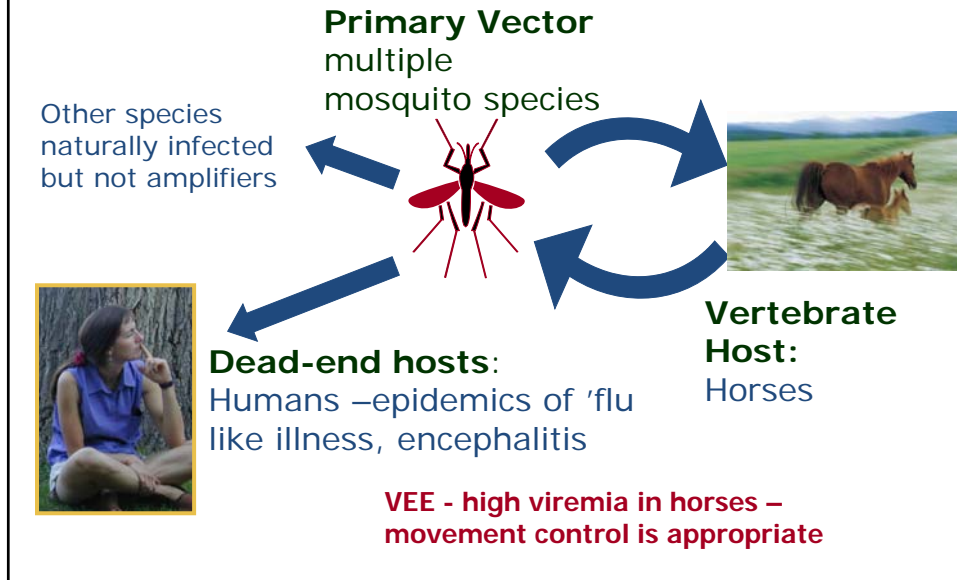 Primary Vector
multiple
mosquito species
Other species
naturally infected
but not amplifiers
Vertebrate
Host:
Horses
Dead-end hosts:
Humans –epidemics of ’flu
like illness, encephalitis
VEE - high viremia in horses –
movement control is appropriate